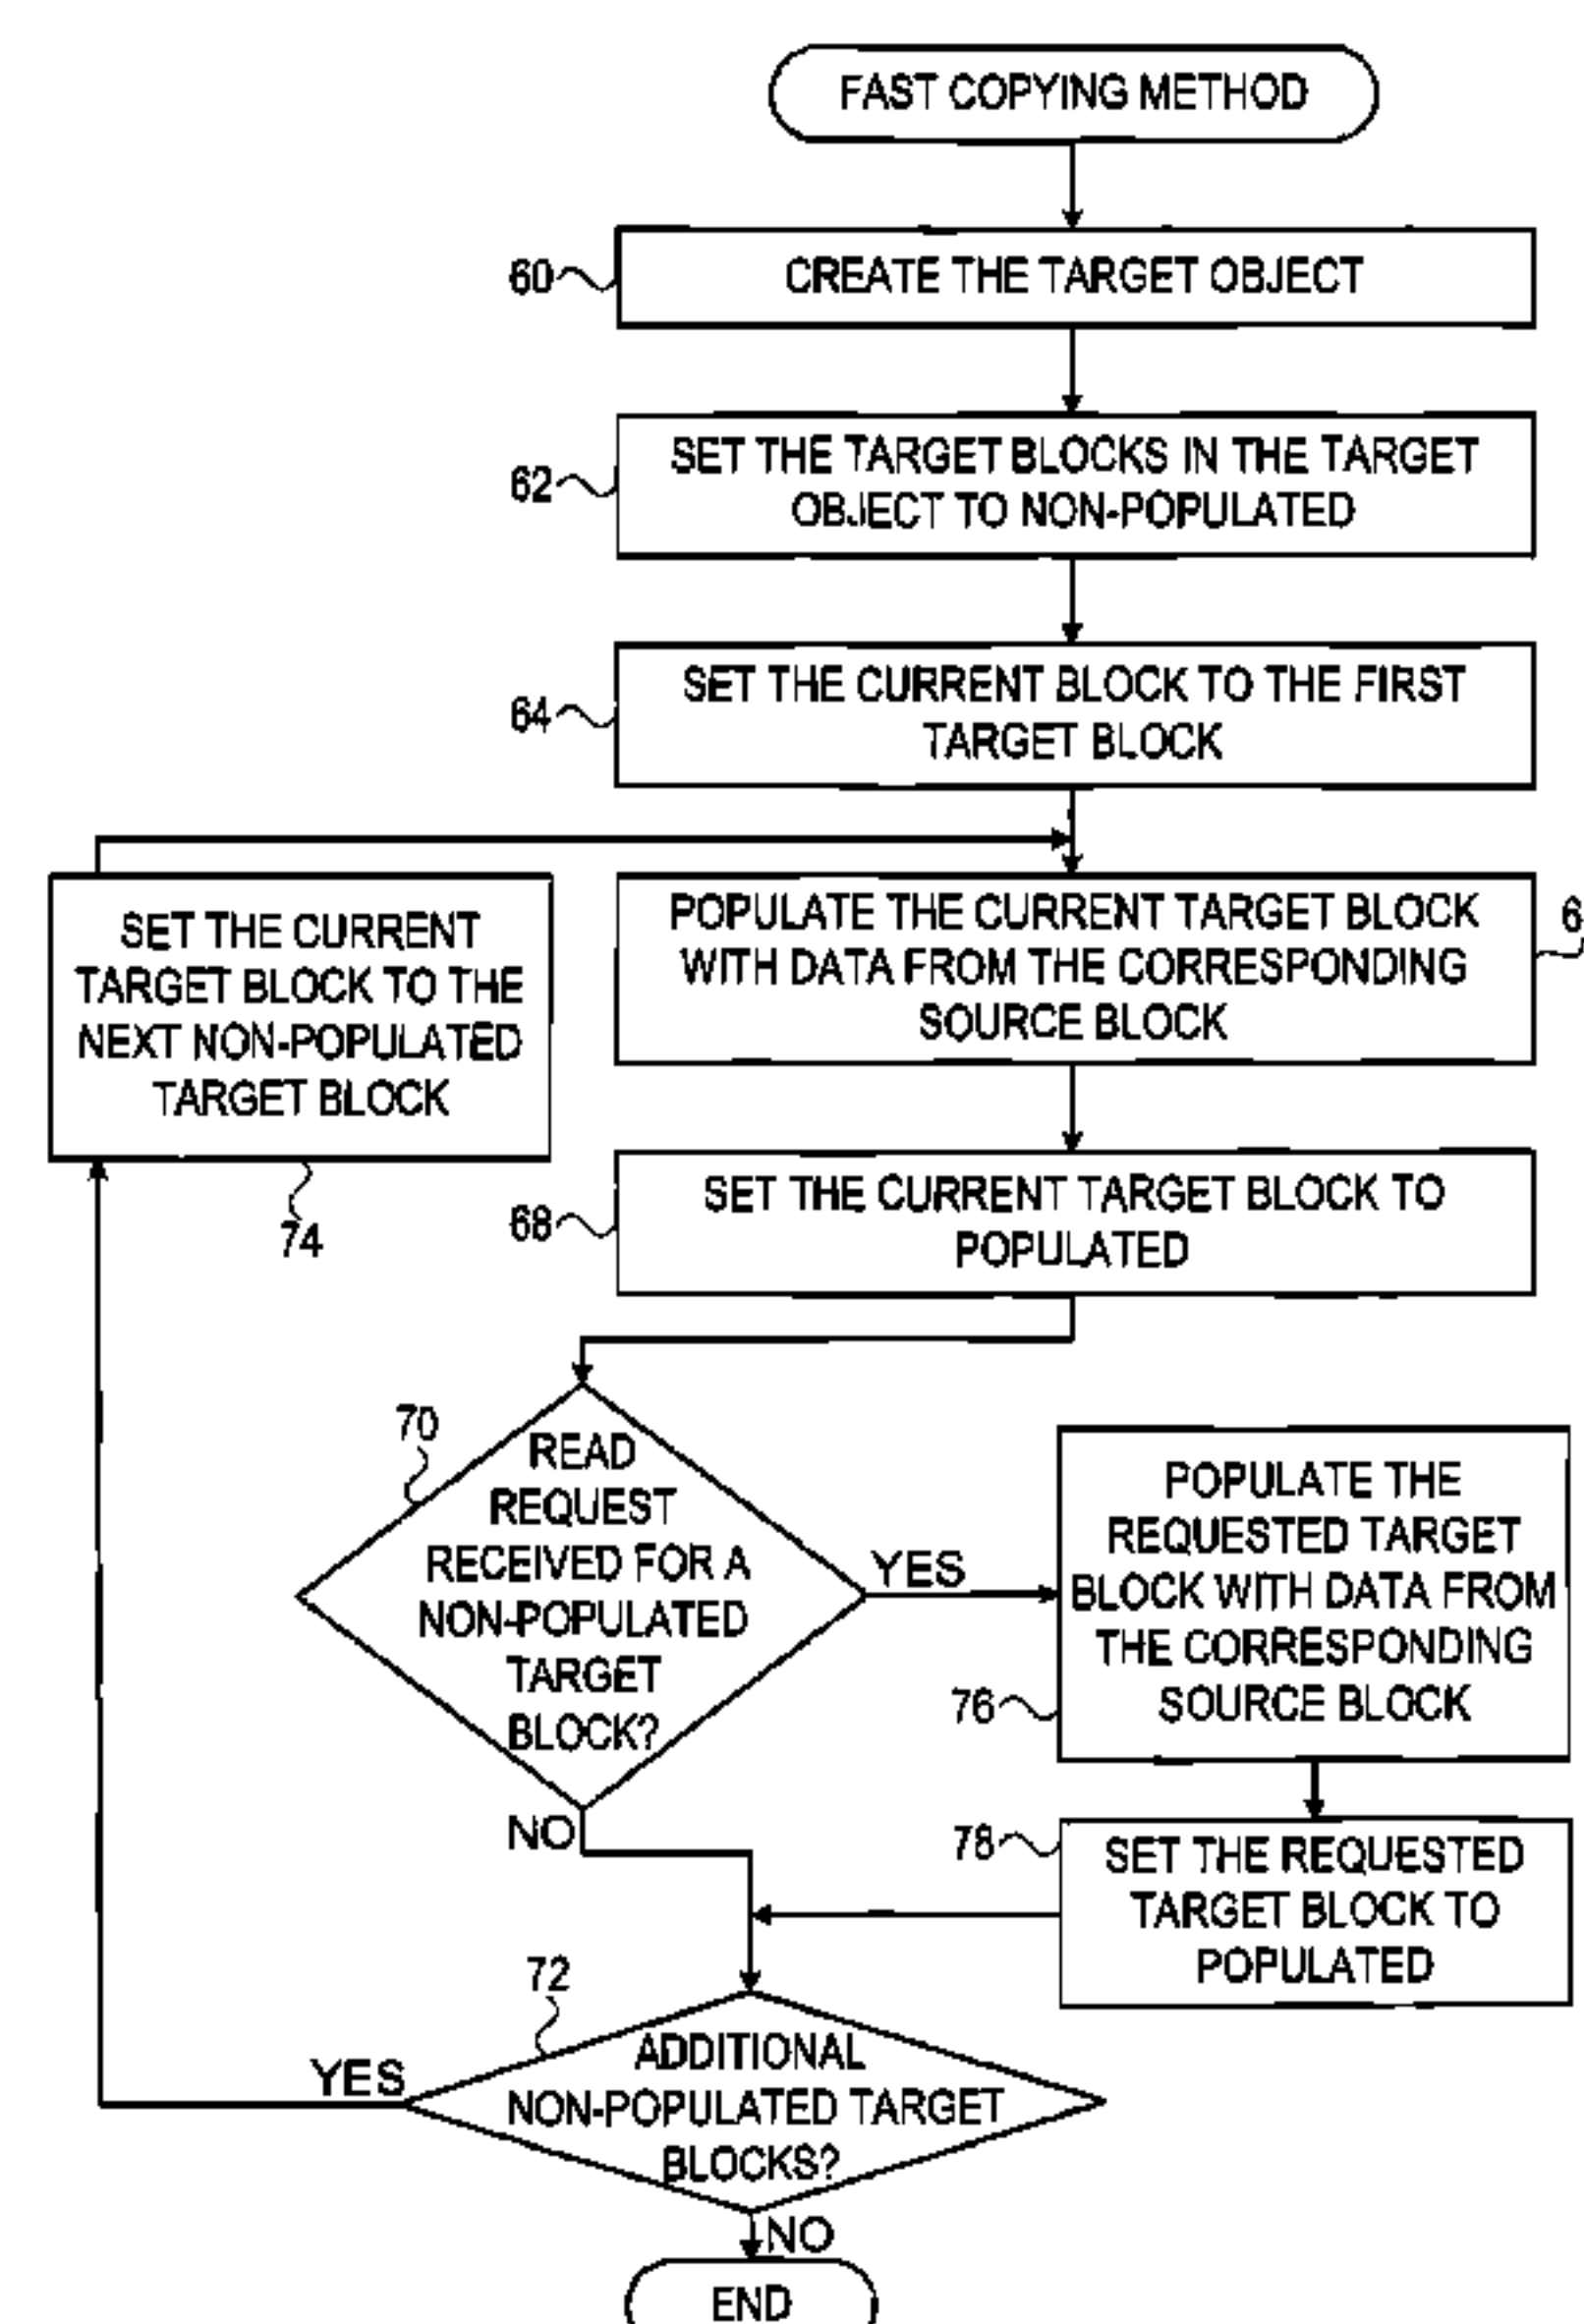 FAST COPYING METHOD
60
CREATE THE TARGET OBJECT
62
SET THE TARGET BLOCKS IN THE TARGET
OBJECT TO NON-POPULATED
64
SET THE CURRENT BLOCK TO THE FIRST
TARGET BLOCK
SET THE CURRENT
TARGET BLOCK TO THE
NEXT NON-POPULATED
TARGET BLOCK
74
POPULATE THE CURRENT TARGET BLOCK
WITH DATA FROM THE CORRESPONDING
SOURCE BLOCK
6
68
SET THE CURRENT TARGET BLOCK TO
POPULATED
70
READ
REQUEST
RECEIVED FOR A
NON-POPULATED
TARGET
BLOCK?
YES
NO
POPULATE THE
REQUESTED TARGET
BLOCK WITH DATA FROM
THE CORRESPONDING
SOURCE BLOCK
76
78
SET THE REQUESTED
TARGET BLOCK TO
POPULATED
72
ADDITIONAL
NON-POPULATED TARGET
BLOCKS?
YES
NO
END